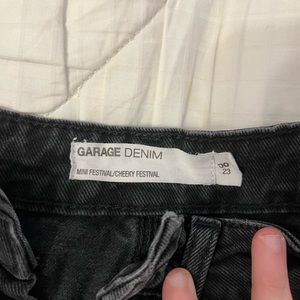 GARAGE DENIM
MINI FESTIVAL/CHEEKY FESTIVAL
00
23